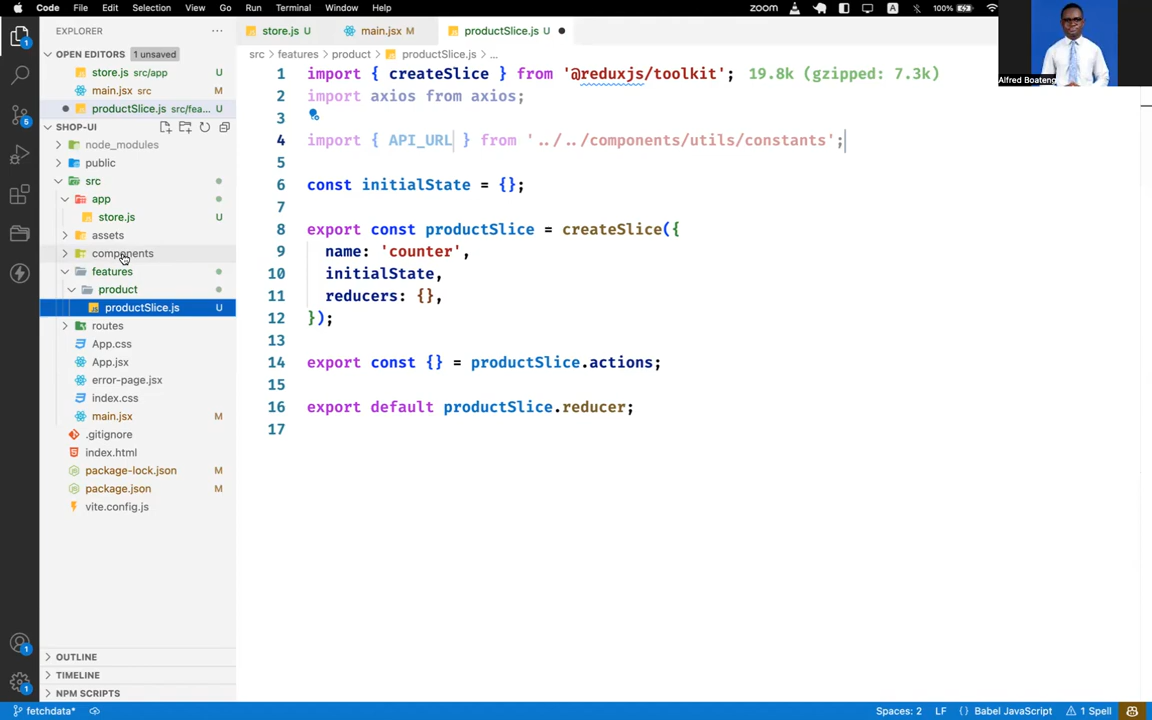 Code File Edit Selection View Go Run Terminal Window Help
zoom A 100%
EXPLORER
store.js U
main.jsx M
productSlice.js U
OPEN EDITORS 1 unsaved
src features product productSlice.js ...
store.js src/app U
main.jsx src M
productSlice.js src/fea... U
SHOP-UI
node_modules
public
src
app
store.js U
assets
components
features
product
productSlice.js U
routes
App.css
App.jsx
error-page.jsx
index.css
main.jsx M
.gitignore
index.html
package-lock.json M
package.json M
vite.config.js
OUTLINE
TIMELINE
NPM SCRIPTS
1 import { createSlice } from '@reduxjs/toolkit'; 19.8k (gzipped: 7.3k)
2 import axios from axios;
3
4 import { API_URL } from '../../components/utils/constants';
5
6 const initialState = {};
7
8 export const productSlice = createSlice({
9 name: 'counter',
10 initialState,
11 reducers: {},
12 });
13
14 export const {} = productSlice.actions;
15
16 export default productSlice.reducer;
17
Alfred Boateng
5
1
1
1
fetchdata* Spaces: 2 LF {} Babel JavaScript 1 Spell